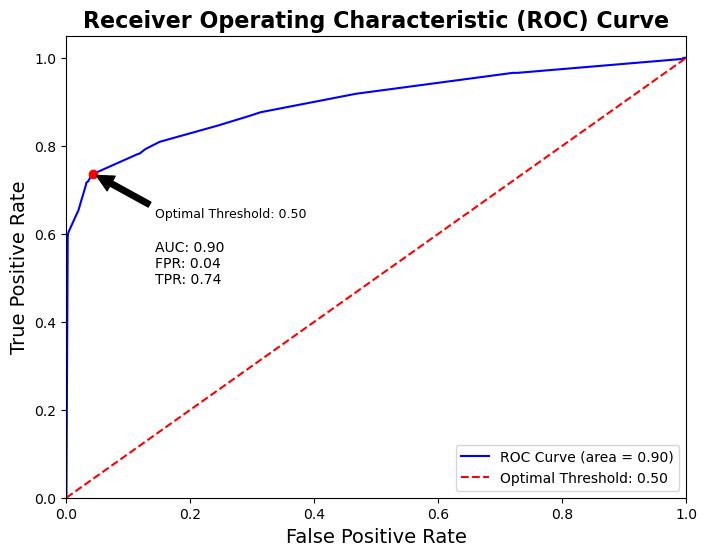 Receiver Operating Characteristic (ROC) Curve
True Positive Rate
1.0
0.8
0.6
0.4
0.2
0.0
Optimal Threshold: 0.50
AUC: 0.90
FPR: 0.04
TPR: 0.74
ROC Curve (area = 0.90)
Optimal Threshold: 0.50
0.0 0.2 0.4 0.6 0.8 1.0
False Positive Rate